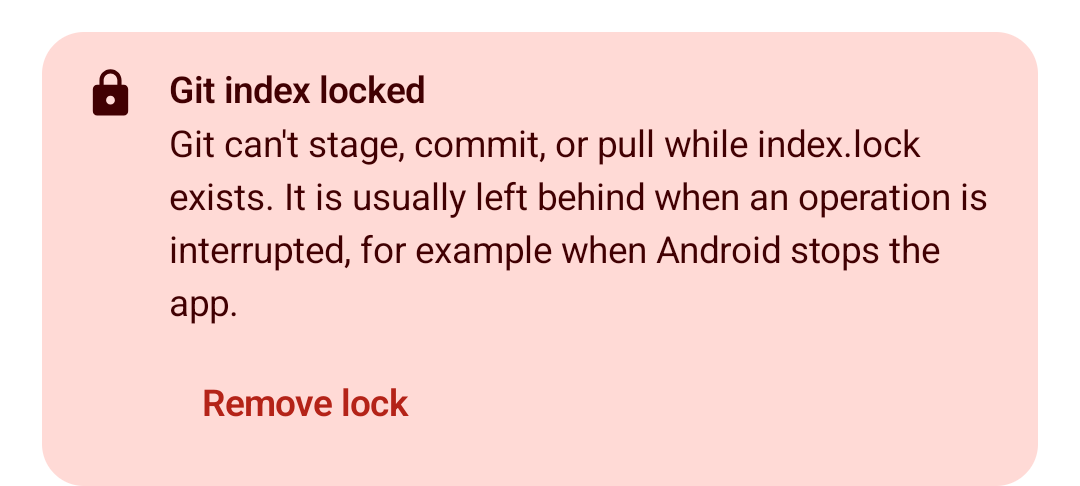 Git index locked
Git can't stage, commit, or pull while index.lock
exists. It is usually left behind when an operation is
interrupted, for example when Android stops the
app.
Remove lock